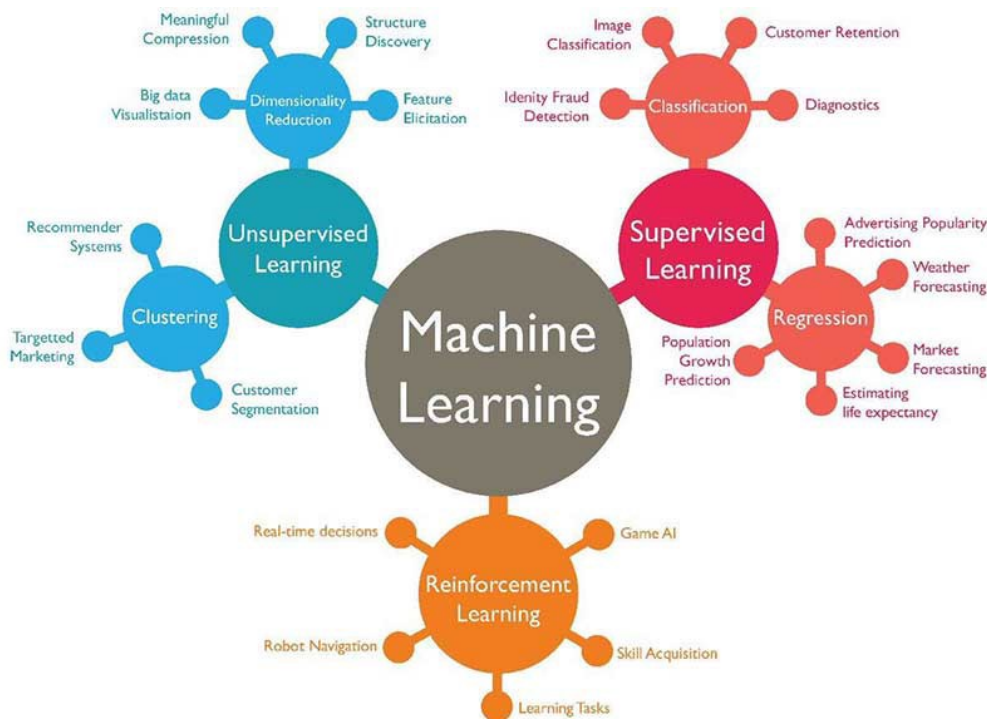 Meaningful
Compression
Structure
Discovery
Big data
Visualistaion
Dimensionality
Reduction
Feature
Elicitation
Image
Classification
Customer Retention
Idenity Fraud
Detection
Classification
Diagnostics
Recommender
Systems
Unsupervised
Learning
Clustering
Targetted
Marketing
Customer
Segmentation
Supervised
Learning
Advertising Popularity
Prediction
Weather
Forecasting
Regression
Population
Growth
Prediction
Market
Forecasting
Estimating
life expectancy
Machine
Learning
Real-time decisions
Game AI
Reinforcement
Learning
Robot Navigation
Skill Acquisition
Learning Tasks